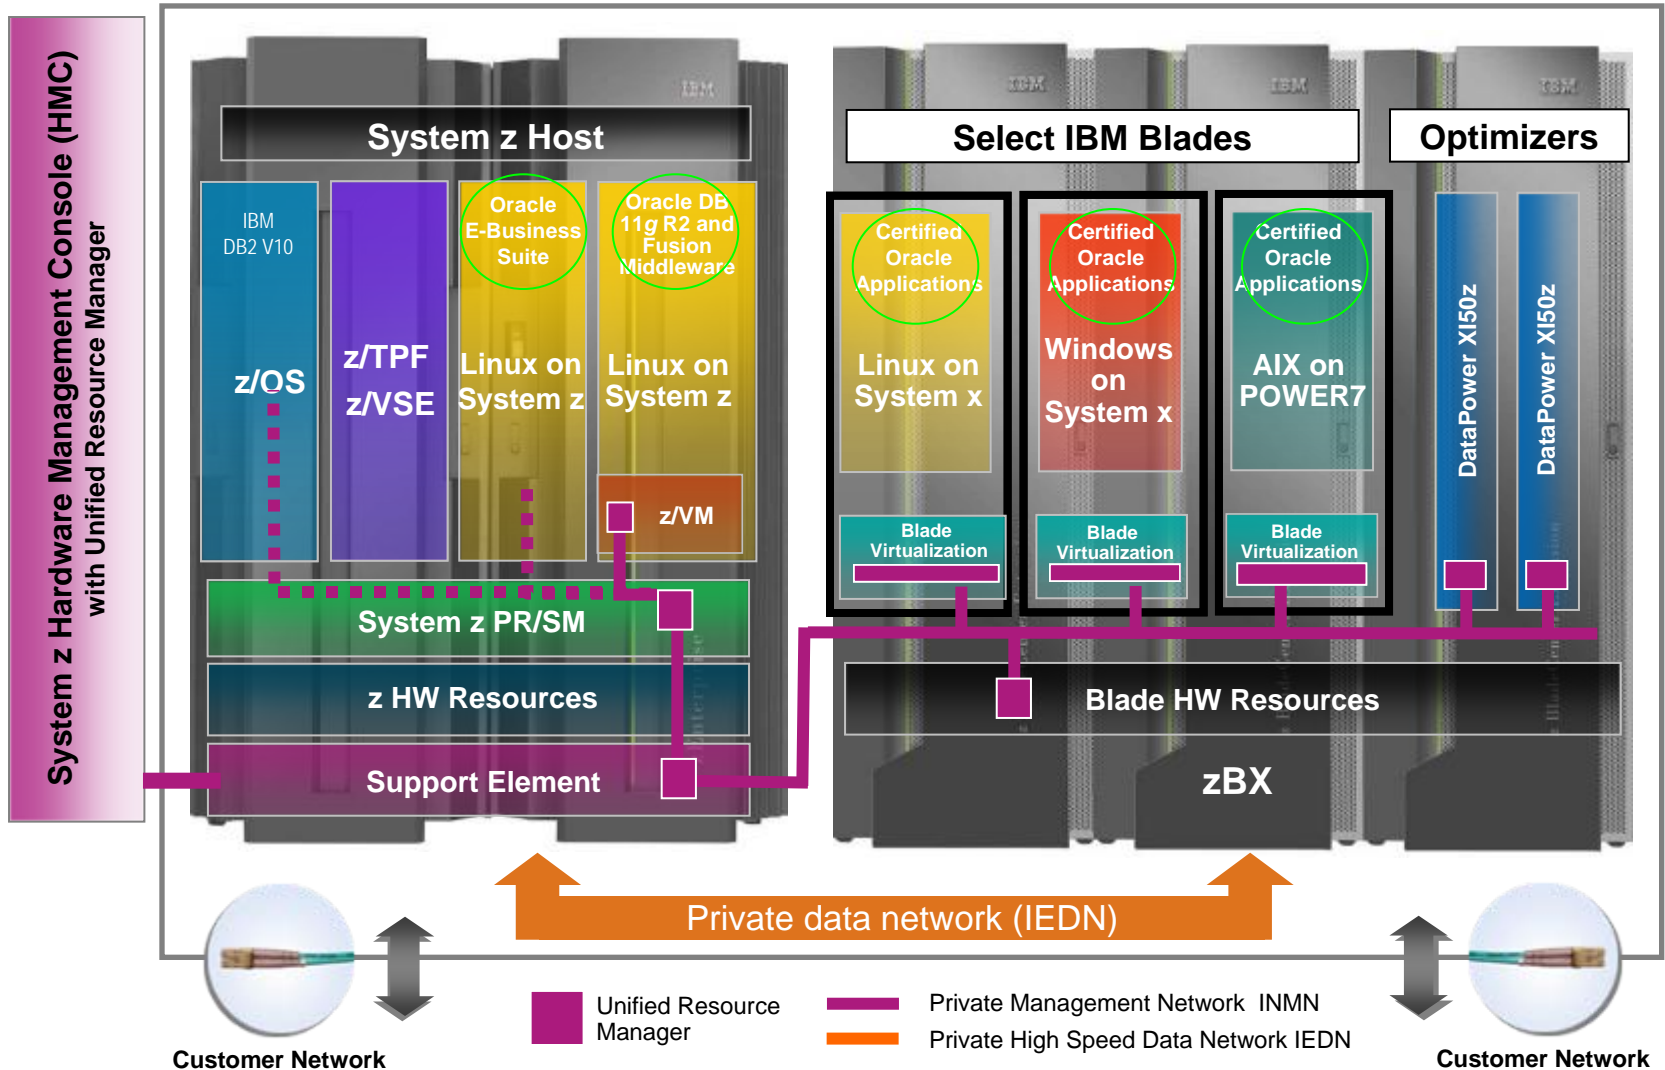 System z Hardware Management Console (HMC)
with Unified Resource Manager
IBM
IBM
IBM
IBM
System z Host
Select IBM Blades
Optimizers
IBM
DB2 V10
z/OS
z/TPF
z/VSE
Oracle
E-Business
Suite
Linux on
System z
Oracle DB
11g R2 and
Fusion
Middleware
Linux on
System z
z/VM
Certified
Oracle
Applications
Linux on
System x
Blade
Virtualization
Certified
Oracle
Applications
Windows
on
System x
Blade
Virtualization
Certified
Oracle
Applications
AIX on
POWER7
Blade
Virtualization
DataPower XI50z
DataPower XI50z
System z PR/SM
z HW Resources
Support Element
Blade HW Resources
zBX
Private data network (IEDN)
Customer Network
Unified Resource
Manager
Private Management Network INMN
Private High Speed Data Network IEDN
Customer Network